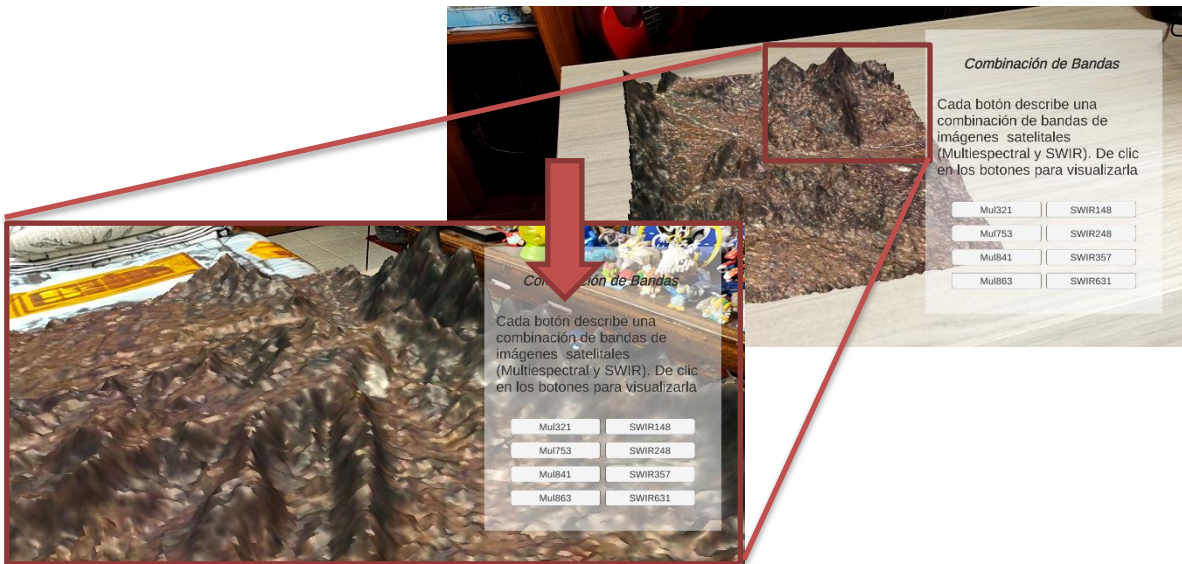 Combinación de Bandas
Cada botón describe una
combinación de bandas de
imágenes satelitales
(Multiespectral y SWIR). De clic
en los botones para visualizarla
Mul321 SWIR148
Mul753 SWIR248
Mul841 SWIR357
Mul863 SWIR631
de Bandas
Cada botón describe una
combinación de bandas de
imágenes satelitales
(Multiespectral y SWIR). De clic
en los botones para visualizarla
Mul321 SWIR148
Mul753 SWIR248
Mul841 SWIR357
Mul863 SWIR631